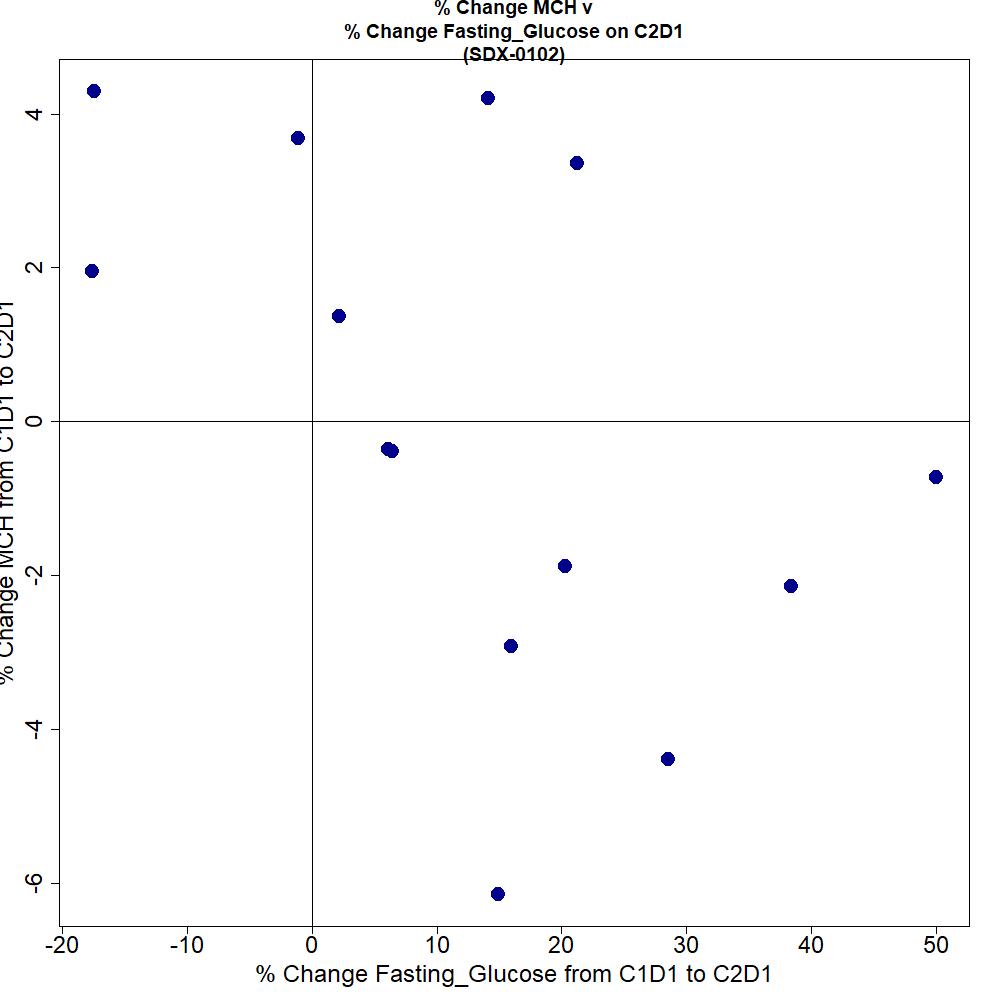 % Change MCH v
% Change Fasting_Glucose on C2D1
(SDX-0102)
% Change MCH from C1D1 to C2D1
4
2
0
-2
-4
-6
-20 -10 0 10 20 30 40 50
% Change Fasting_Glucose from C1D1 to C2D1